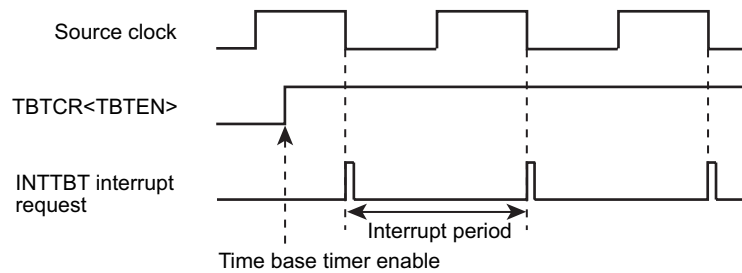 Source clock
TBTCR<TBTEN>
INTTBT interrupt
request
Interrupt period
Time base timer enable